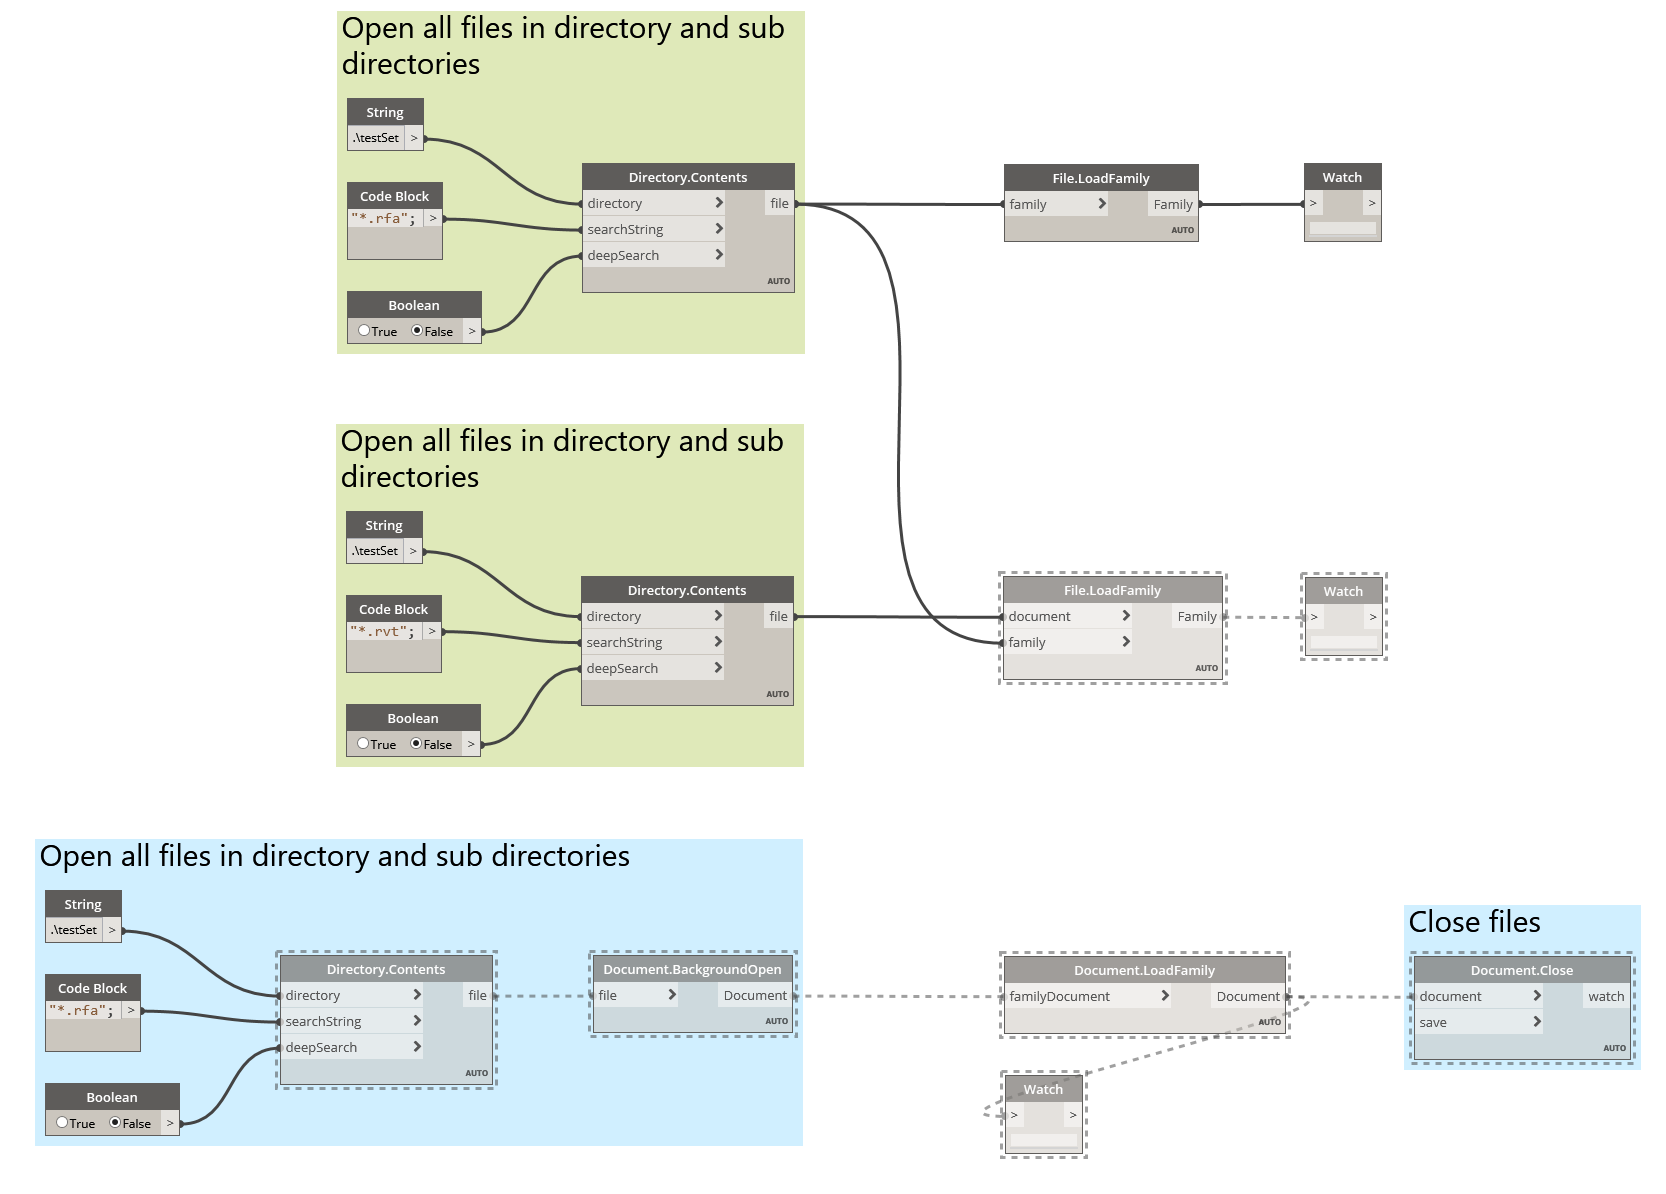 Open all files in directory and sub
directories
String
.\testSet >
Code Block
"*.rfa"; >
Boolean
True False >
Directory.Contents
directory > file
searchString >
deepSearch >
AUTO
File.LoadFamily
family > Family
AUTO
Watch
> >
Open all files in directory and sub
directories
String
.\testSet >
Code Block
"*.rvt"; >
Boolean
True False >
Directory.Contents
directory > file
searchString >
deepSearch >
AUTO
File.LoadFamily
document > Family
family >
AUTO
Watch
> >
Open all files in directory and sub directories
String
.\testSet >
Code Block
"*.rfa"; >
Boolean
True False >
Directory.Contents
directory > file
searchString >
deepSearch >
AUTO
Document.BackgroundOpen
file > Document
AUTO
Document.LoadFamily
familyDocument > Document
AUTO
Watch
> >
Close files
Document.Close
document > watch
save >
AUTO